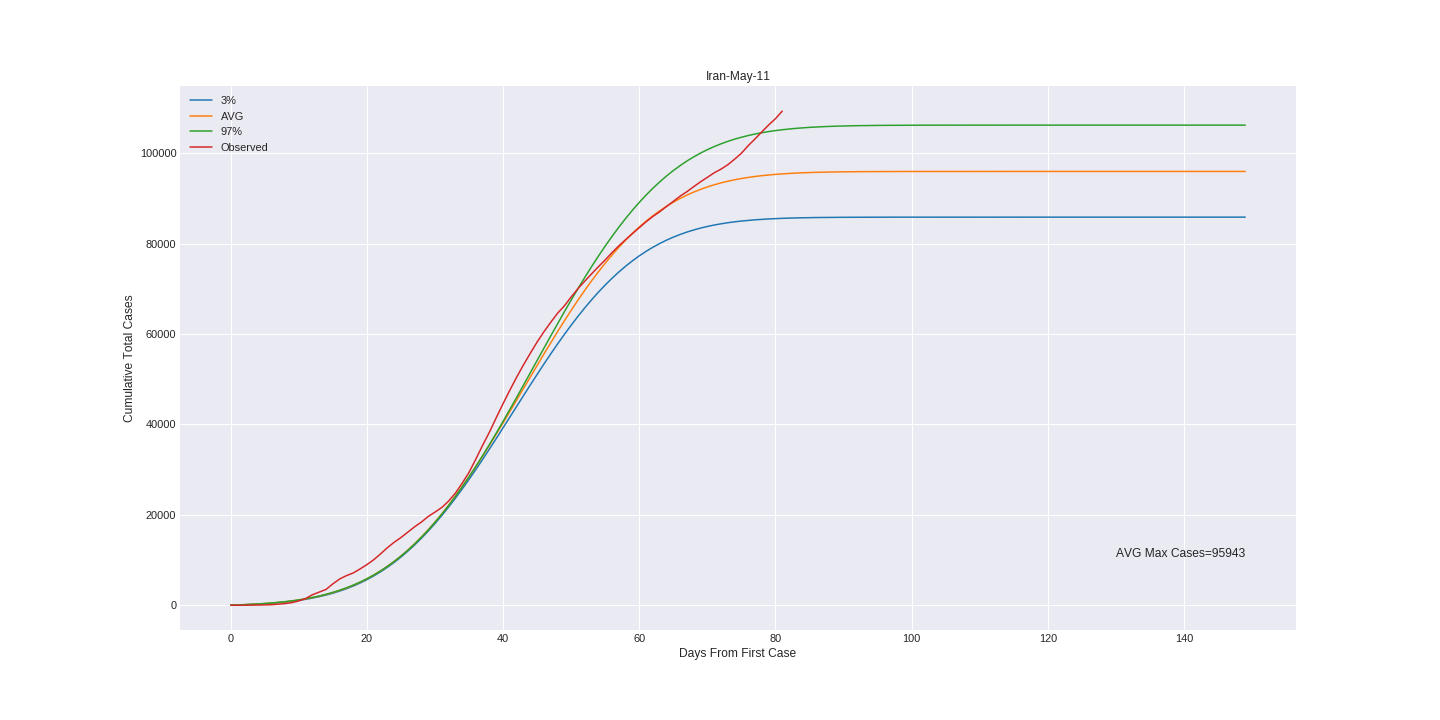 Iran-May-11
3%
AVG
97%
Observed
100000
80000
60000
40000
20000
0
Cumulative Total Cases
AVG Max Cases=95943
0 20 40 60 80 100 120 140
Days From First Case